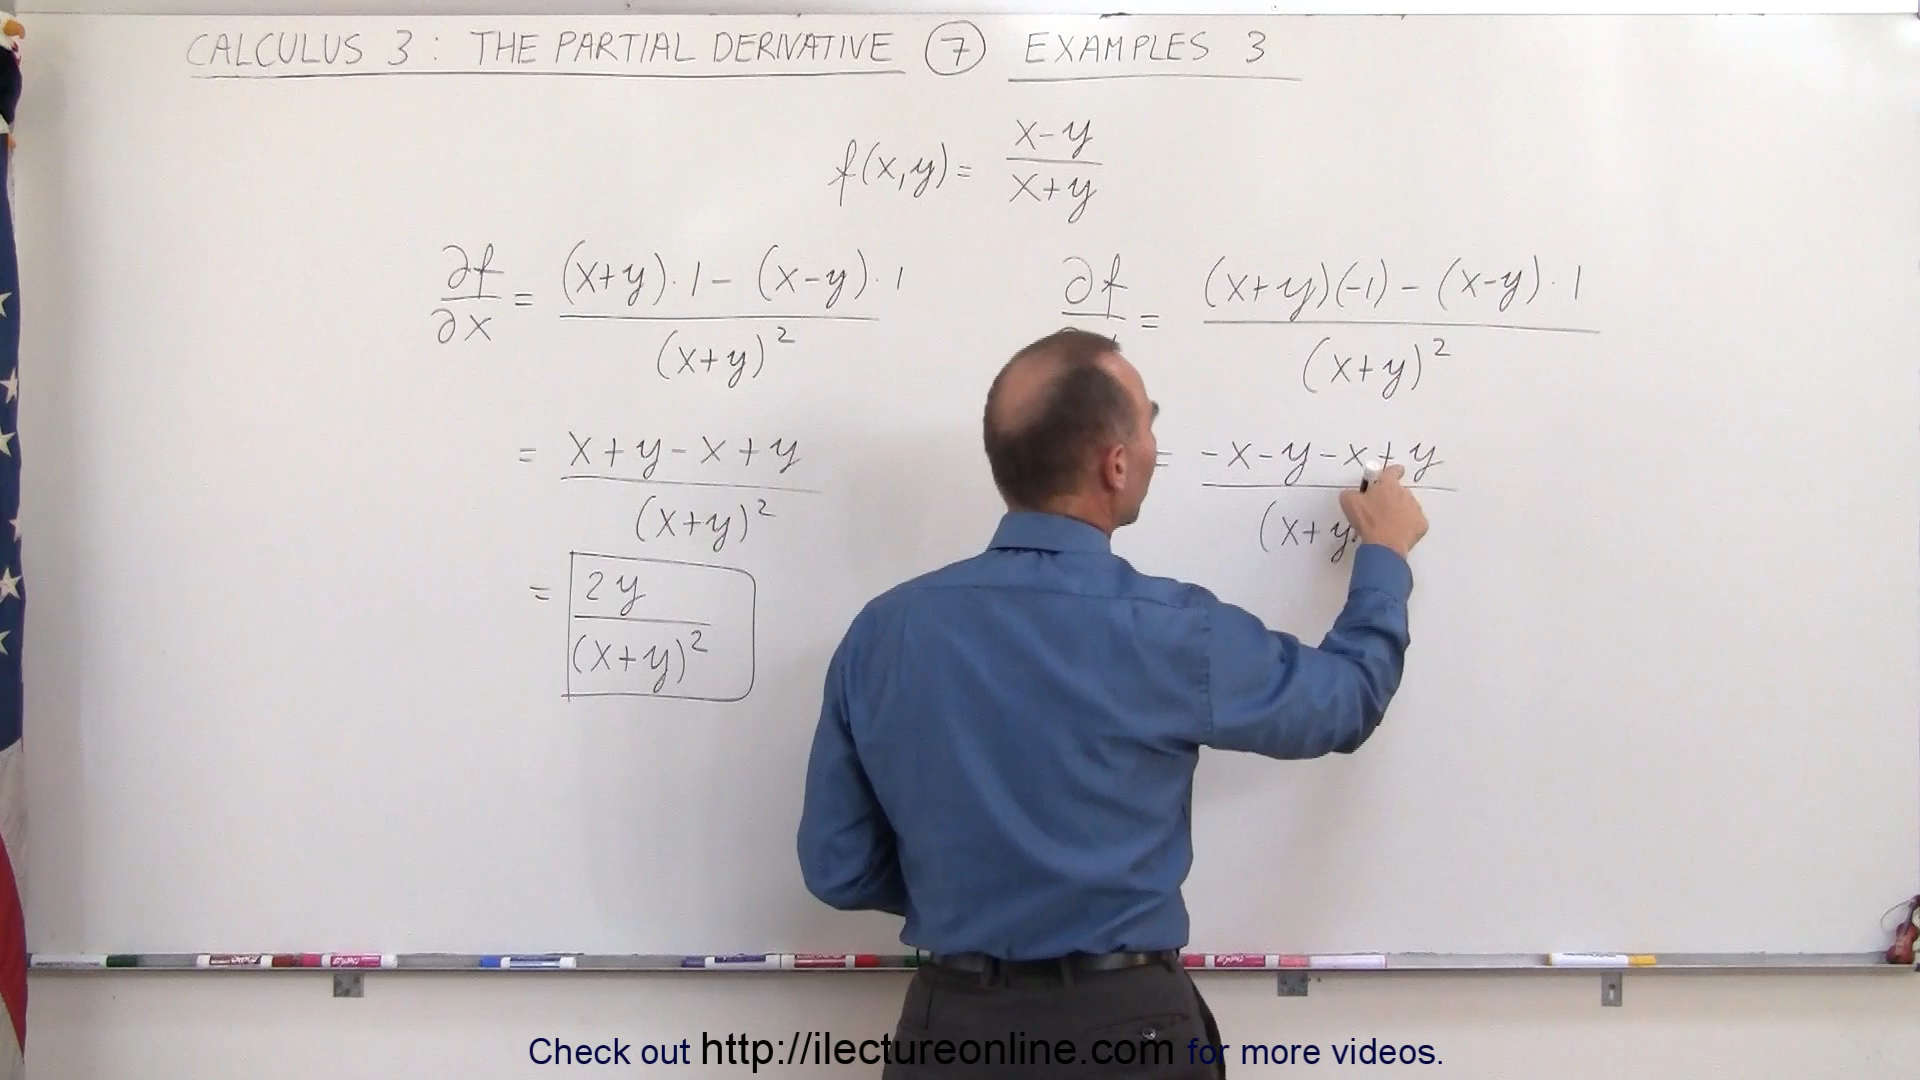 CALCULUS 3 : THE PARTIAL DERIVATIVE ⑦ EXAMPLES 3
f(x,y) = (x-y)/(x+y)
∂f/∂x = ((x+y)·1 - (x-y)·1)/(x+y)²
= (x+y-x+y)/(x+y)²
= 2y/(x+y)²
∂f = ((x+y)(-1) - (x-y)·1)/(x+y)²
= (-x-y-x+y)/(x+y
Check out http://ilectureonline.com for more videos.